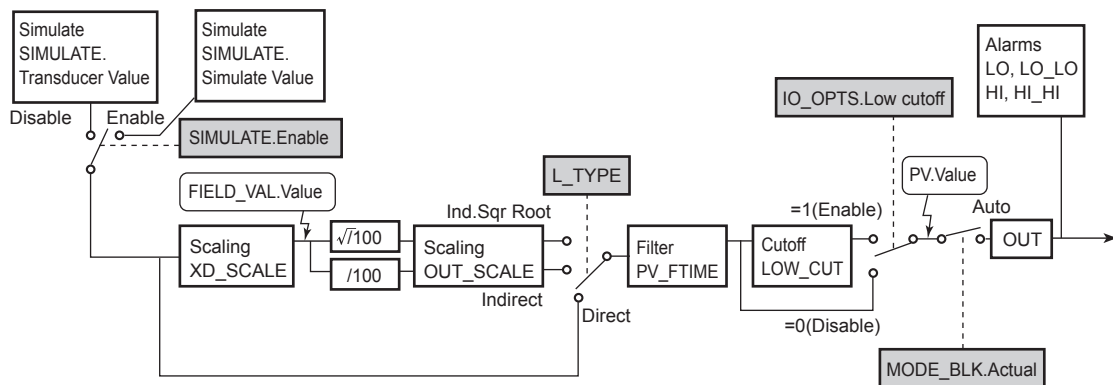 Simulate
SIMULATE.
Transducer Value
Simulate
SIMULATE.
Simulate Value
Alarms
LO, LO_LO
HI, HI_HI
Disable
Enable
SIMULATE.Enable
IO_OPTS.Low cutoff
L_TYPE
FIELD_VAL.Value
PV.Value
Ind.Sqr Root
=1(Enable)
Auto
Scaling
XD_SCALE
√/100
/100
Scaling
OUT_SCALE
Filter
PV_FTIME
Cutoff
LOW_CUT
OUT
Indirect
Direct
=0(Disable)
MODE_BLK.Actual